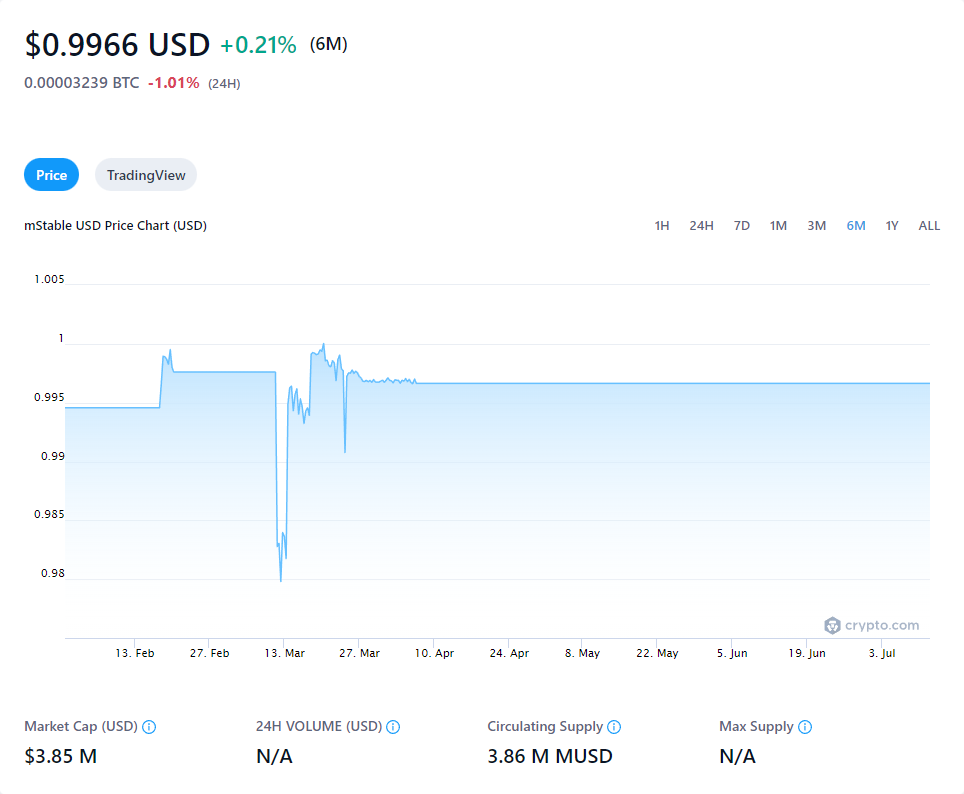 $0.9966 USD +0.21% (6M)
0.00003239 BTC -1.01% (24H)
Price TradingView
mStable USD Price Chart (USD) 1H 24H 7D 1M 3M 6M 1Y ALL
1.005
1
0.995
0.99
0.985
0.98
crypto.com
13. Feb 27. Feb 13. Mar 27. Mar 10. Apr 24. Apr 8. May 22. May 5. Jun 19. Jun 3. Jul
Market Cap (USD) 24H VOLUME (USD) Circulating Supply Max Supply
$3.85 M N/A 3.86 M MUSD N/A